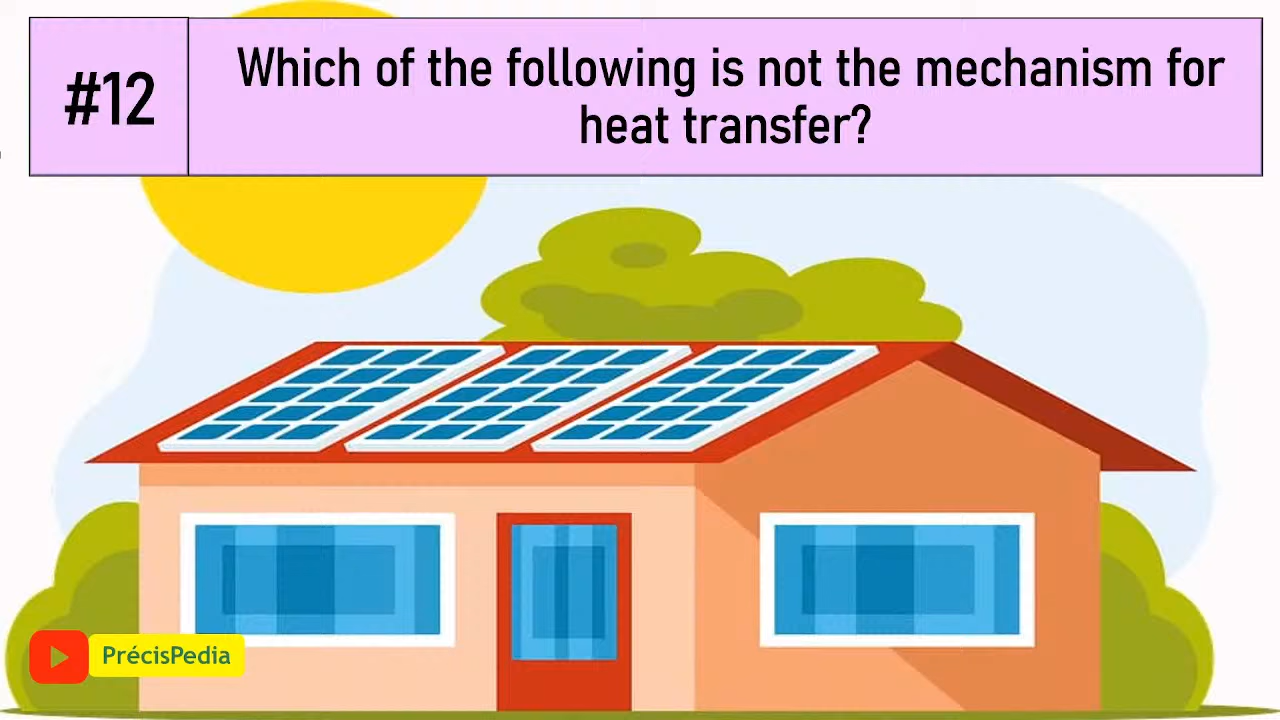 #12
Which of the following is not the mechanism for
heat transfer?
PrécisPedia